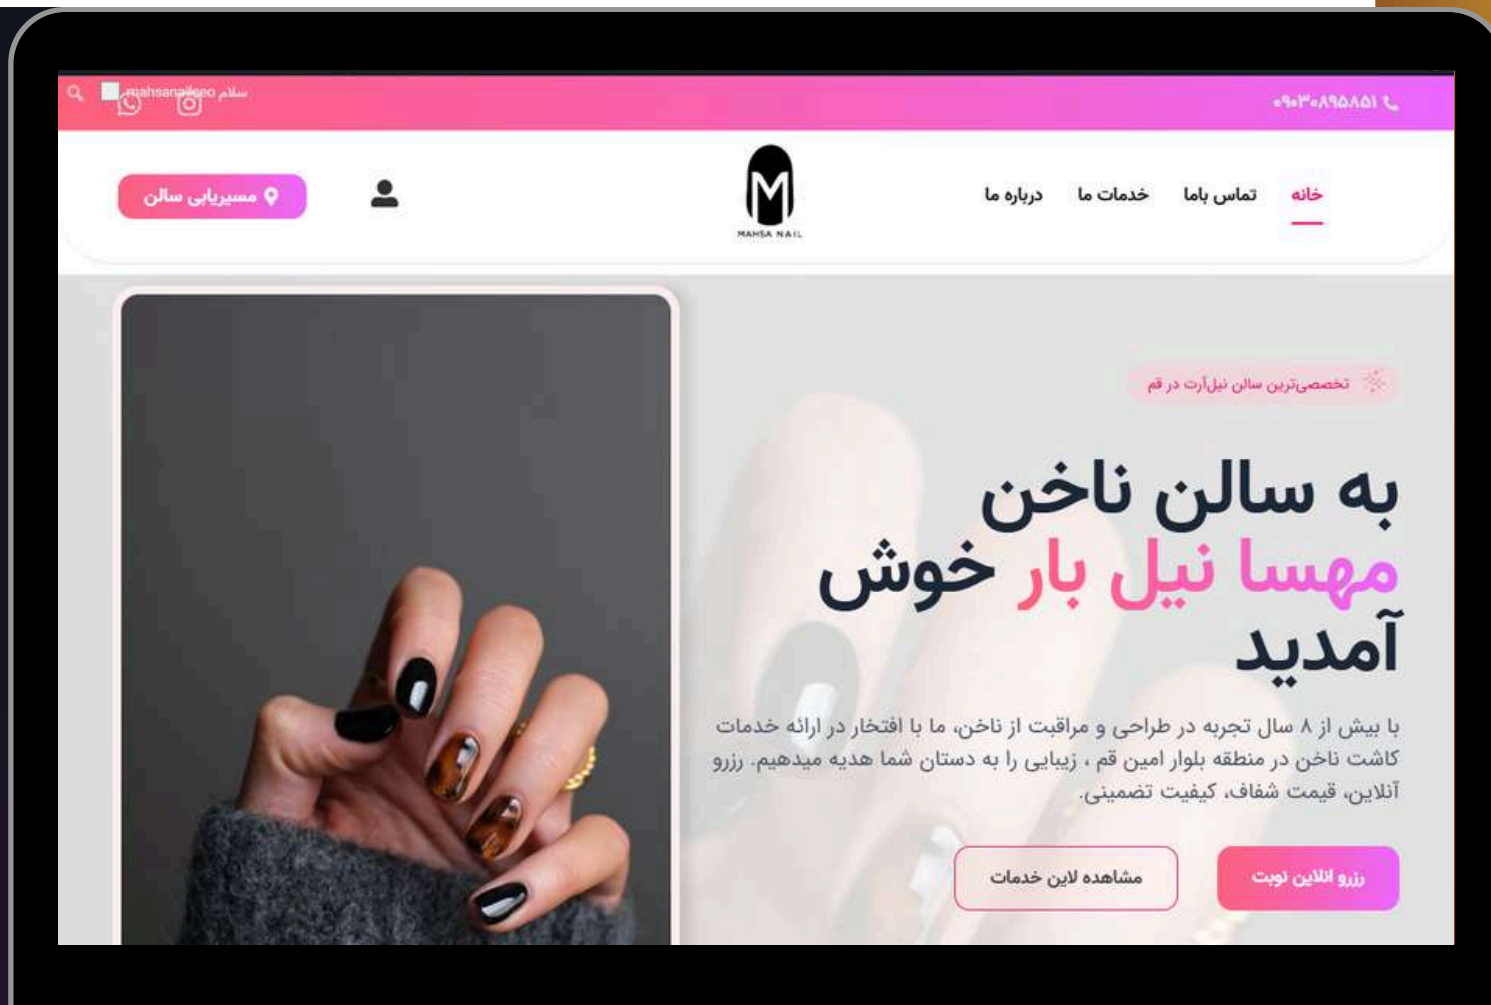 ۰۹۰۳۰۸۹۵۸۵۱
سلام mahsanailseo
خانه
تماس باما
خدمات ما
درباره ما
M
MAHSA NAIL
مسیریابی سالن
تخصصی‌ترین سالن نیل‌آرت در قم
به سالن ناخن
مهسا نیل بار خوش
آمدید
با بیش از ۸ سال تجربه در طراحی و مراقبت از ناخن، ما با افتخار در ارائه خدمات
کاشت ناخن در منطقه بلوار امین قم ، زیبایی را به دستان شما هدیه میدهیم. رزرو
آنلاین، قیمت شفاف، کیفیت تضمینی.
رزرو انلاین نوبت
مشاهده لاین خدمات